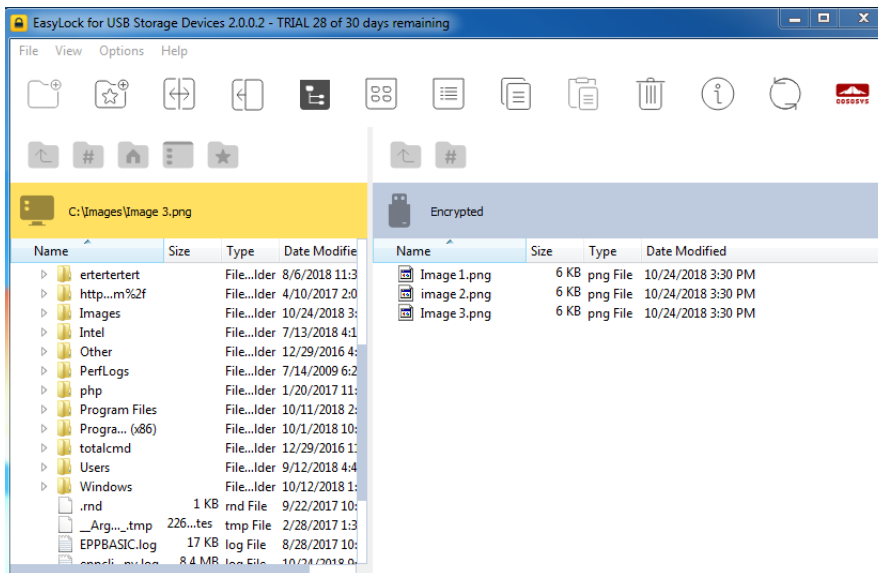 EasyLock for USB Storage Devices 2.0.0.2 - TRIAL 28 of 30 days remaining
File View Options Help
COSOSYS
C:\Images\Image 3.png
Encrypted
Name Size Type Date Modifie
Name Size Type Date Modified
ertertertert File...lder 8/6/2018 11:3
http...m%2f File...lder 4/10/2017 2:0
Images File...lder 10/24/2018 3:
Intel File...lder 7/13/2018 4:1
Other File...lder 12/29/2016 4:
PerfLogs File...lder 7/14/2009 6:2
php File...lder 1/20/2017 11:
Program Files File...lder 10/11/2018 2:
Progra... (x86) File...lder 10/1/2018 10:
totalcmd File...lder 12/29/2016 11
Users File...lder 9/12/2018 4:4
Windows File...lder 10/12/2018 1:
.rnd 1 KB rnd File 9/22/2017 10:
__Arg..._.tmp 226...tes tmp File 2/28/2017 1:3
EPPBASIC.log 17 KB log File 8/28/2017 10:
8.4 MB log File 10/24/2018
Image 1.png 6 KB png File 10/24/2018 3:30 PM
image 2.png 6 KB png File 10/24/2018 3:30 PM
Image 3.png 6 KB png File 10/24/2018 3:30 PM